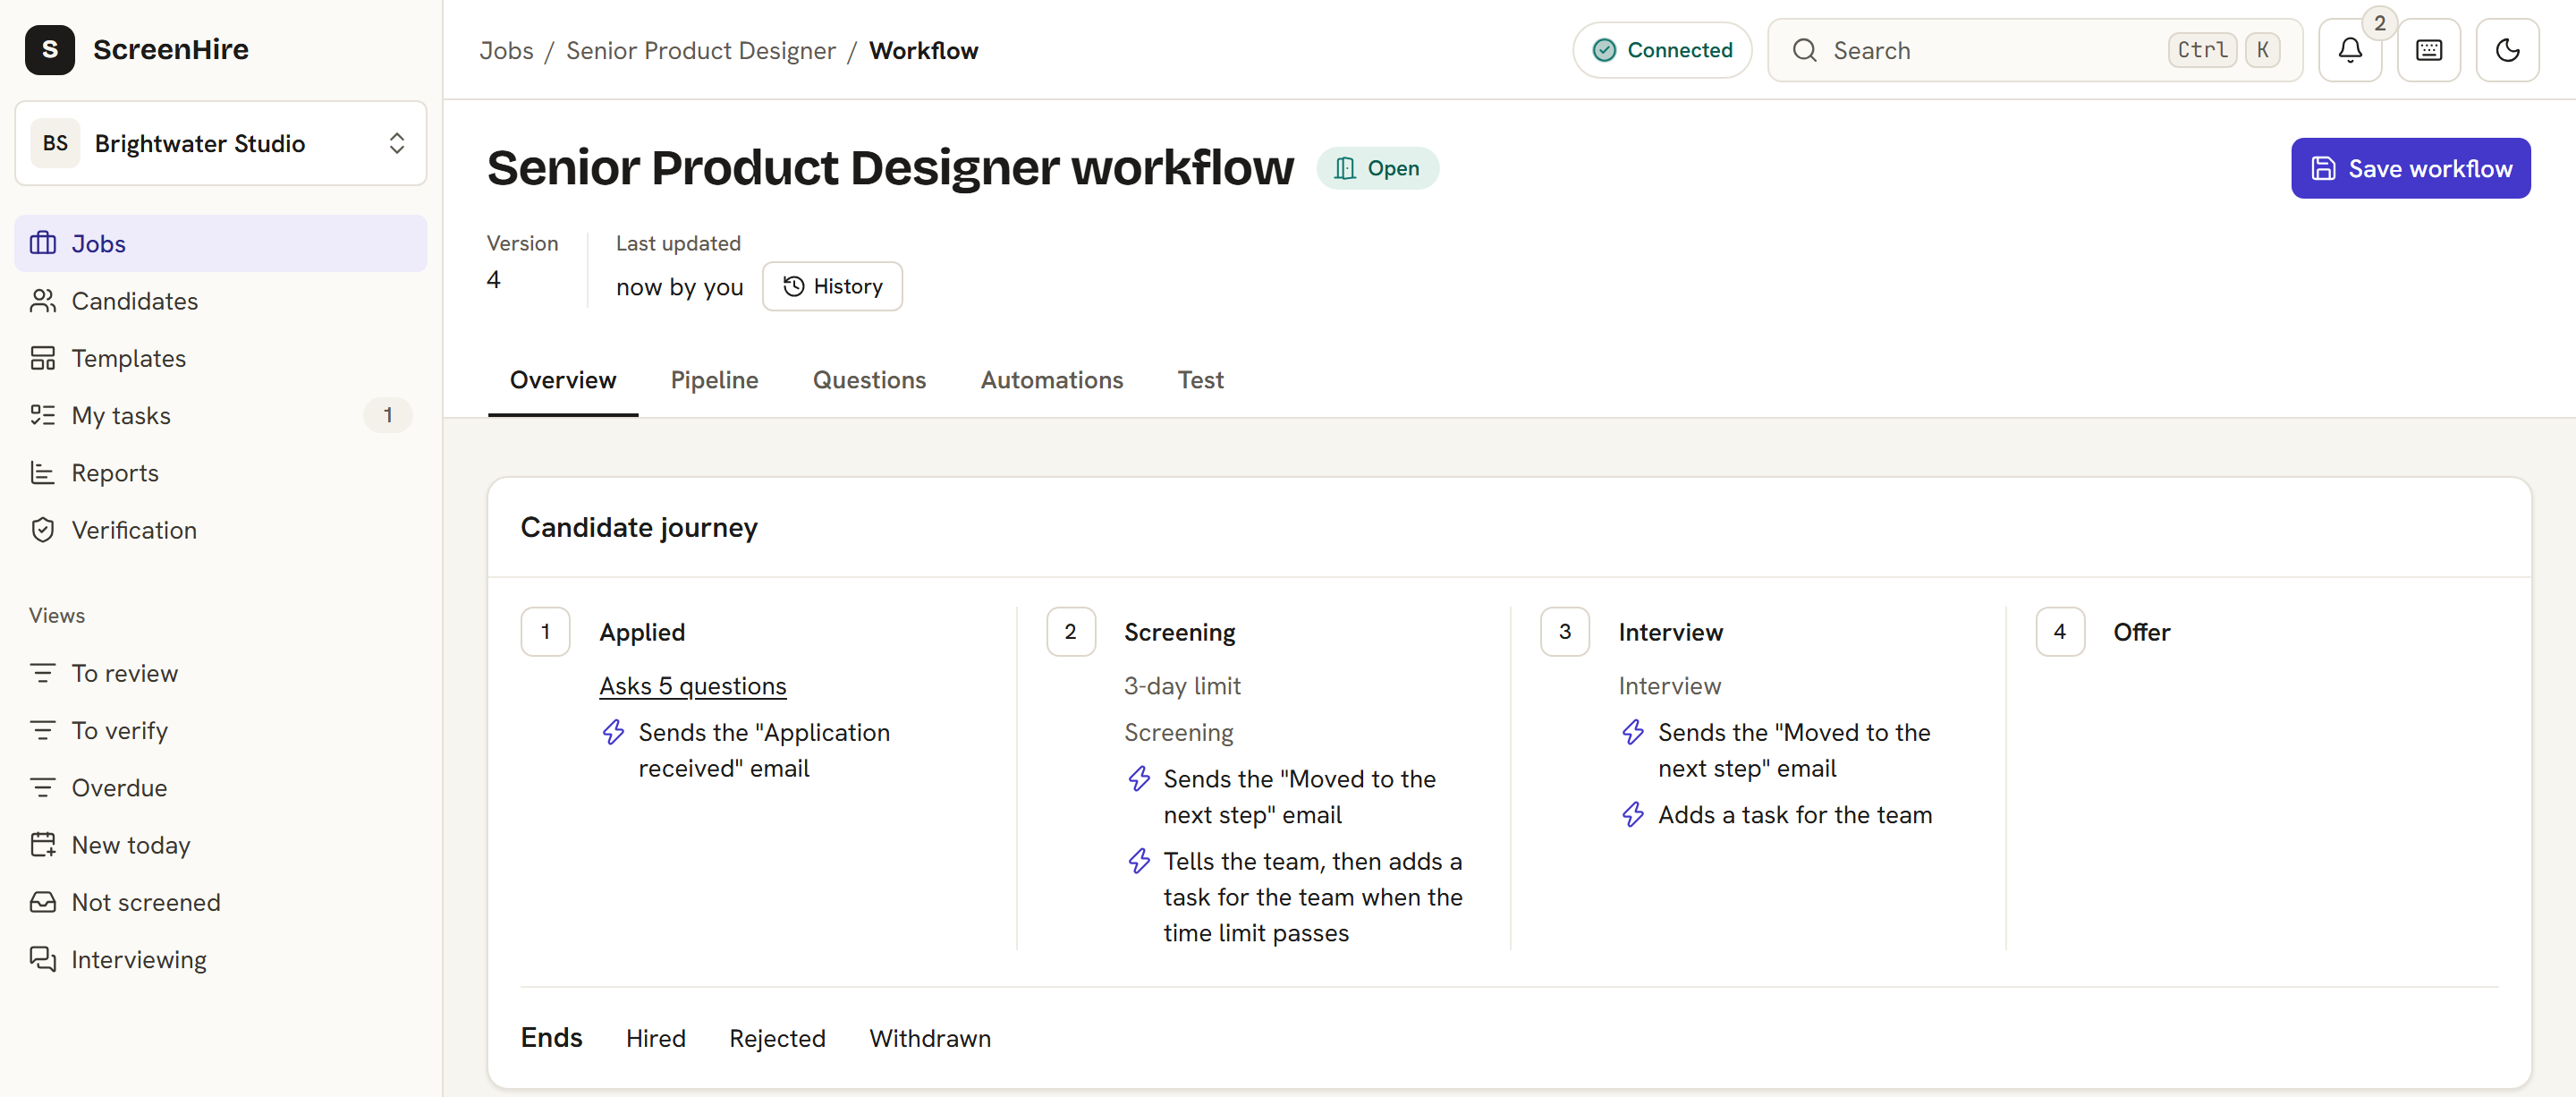 S ScreenHire
BS Brightwater Studio
Jobs
Candidates
Templates
My tasks 1
Reports
Verification
Views
To review
To verify
Overdue
New today
Not screened
Interviewing
Jobs / Senior Product Designer / Workflow
Connected
Search Ctrl K
2
Senior Product Designer workflow
Open
Save workflow
Version
4
Last updated
now by you
History
Overview Pipeline Questions Automations Test
Candidate journey
1 Applied
Asks 5 questions
Sends the "Application
received" email
2 Screening
3-day limit
Screening
Sends the "Moved to the
next step" email
Tells the team, then adds a
task for the team when the
time limit passes
3 Interview
Interview
Sends the "Moved to the
next step" email
Adds a task for the team
4 Offer
Ends Hired Rejected Withdrawn